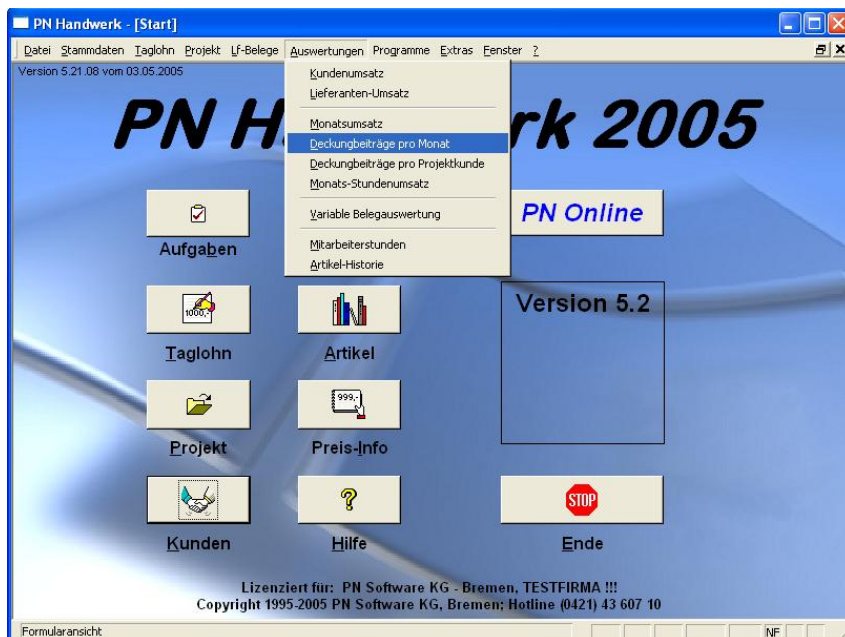 PN Handwerk - [Start]
Datei Stammdaten Taglohn Projekt Lf-Belege Auswertungen Programme Extras Fenster ?
Version 5.21.08 vom 03.05.2005
Kundenumsatz
Lieferanten-Umsatz
Monatsumsatz
Deckungbeiträge pro Monat
Deckungbeiträge pro Projektkunde
Monats-Stundenumsatz
Variable Belegauswertung
Mitarbeiterstunden
Artikel-Historie
PN H rk 2005
PN Online
Aufgaben
Version 5.2
1000,-
Taglohn
Artikel
999,-
Projekt
Preis-Info
STOP
Kunden
Hilfe
Ende
Lizenziert für: PN Software KG - Bremen, TESTFIRMA !!!
Copyright 1995-2005 PN Software KG, Bremen; Hotline (0421) 43 607 10
Formularansicht
NF